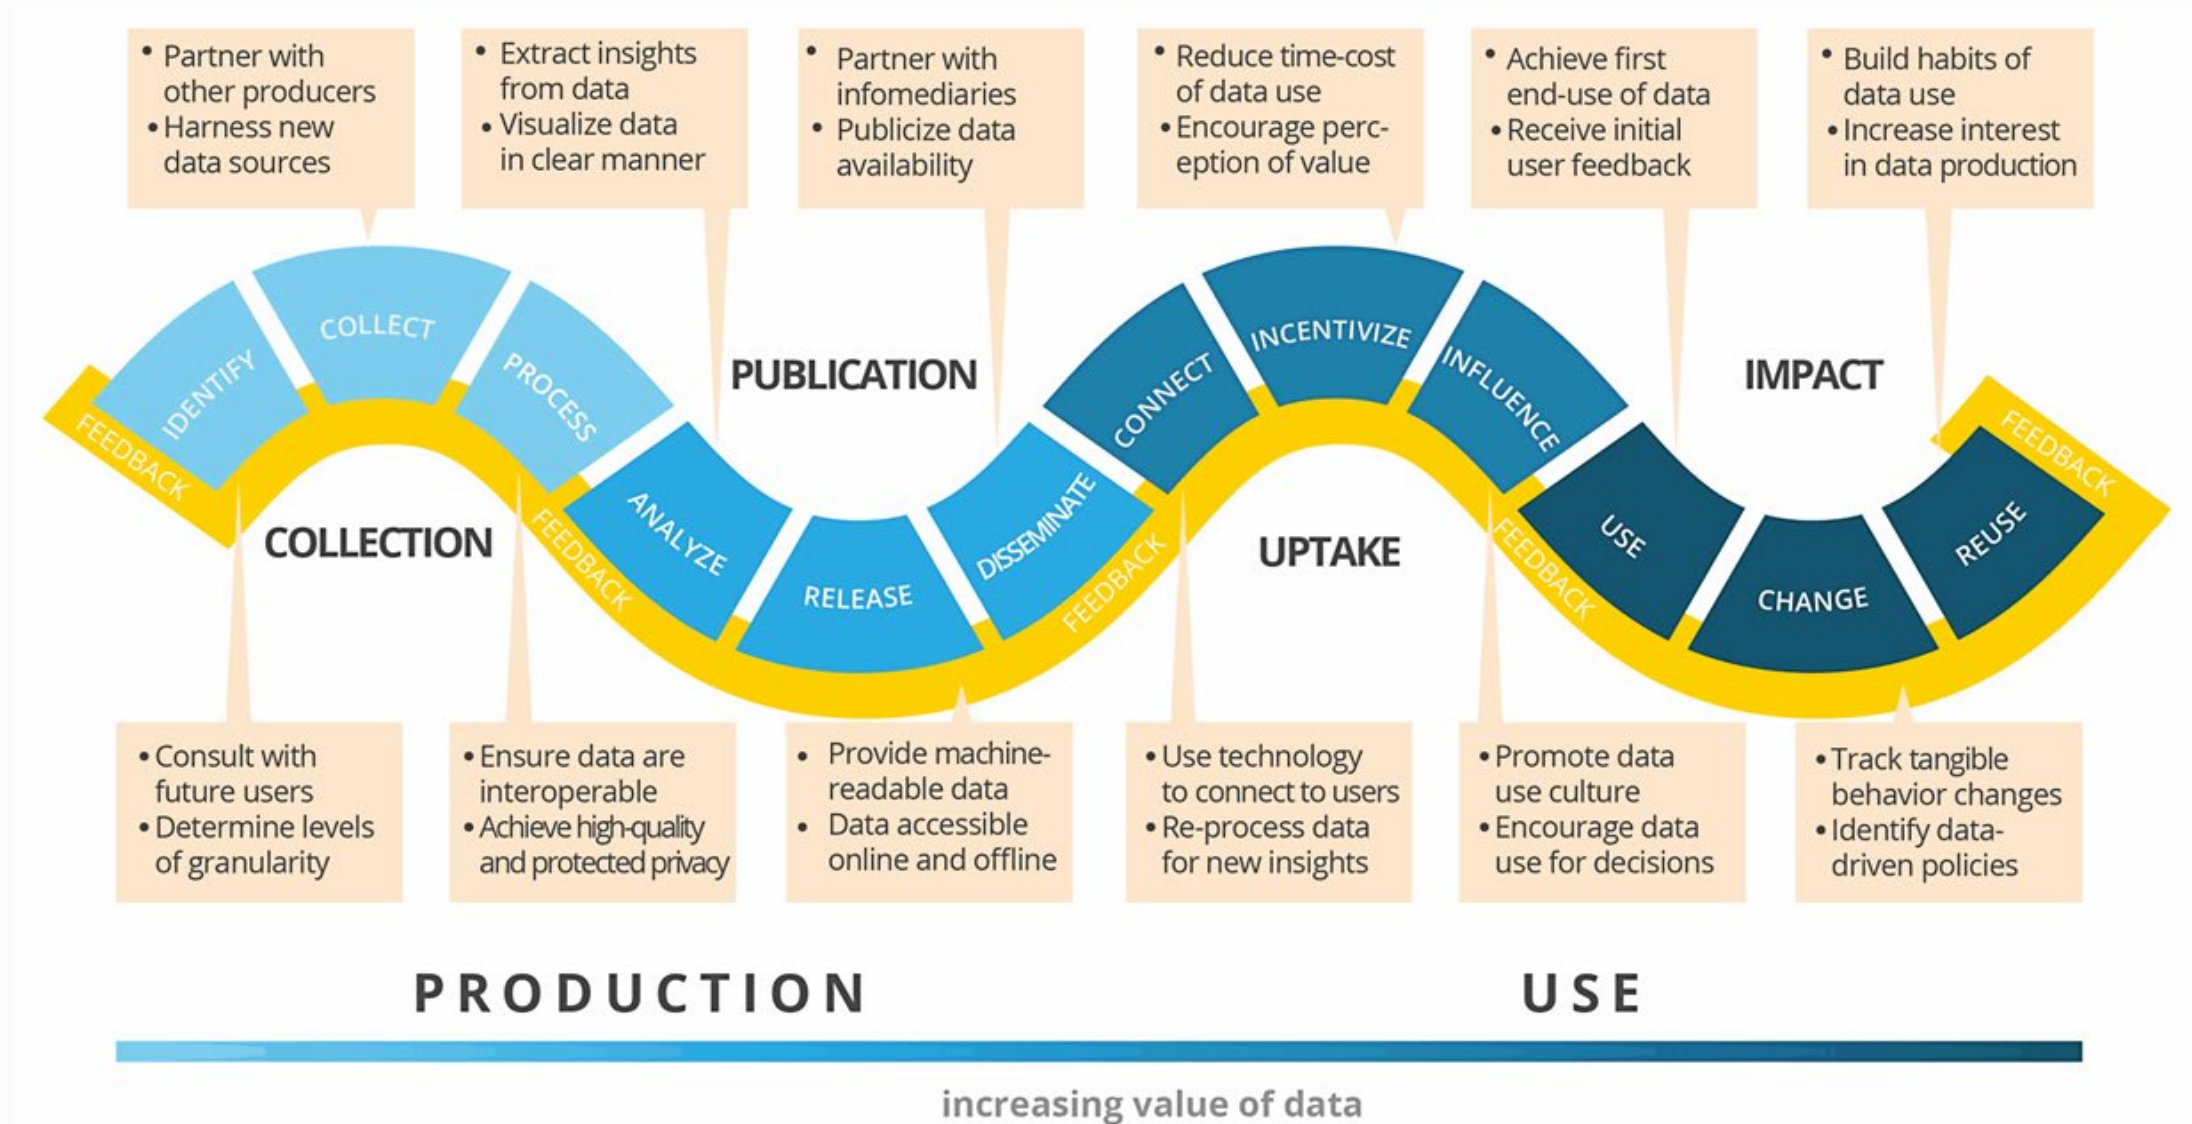 • Partner with
other producers
• Harness new
data sources
• Extract insights
from data
• Visualize data
in clear manner
• Partner with
infomediaries
• Publicize data
availability
• Reduce time-cost
of data use
• Encourage perc-
eption of value
• Achieve first
end-use of data
• Receive initial
user feedback
• Build habits of
data use
• Increase interest
in data production
FEEDBACK
IDENTIFY
COLLECT
PROCESS
COLLECTION
FEEDBACK
PUBLICATION
ANALYZE
RELEASE
DISSEMINATE
FEEDBACK
CONNECT
INCENTIVIZE
INFLUENCE
UPTAKE
FEEDBACK
IMPACT
USE
CHANGE
REUSE
FEEDBACK
• Consult with
future users
• Determine levels
of granularity
• Ensure data are
interoperable
• Achieve high-quality
and protected privacy
• Provide machine-
readable data
• Data accessible
online and offline
• Use technology
to connect to users
• Re-process data
for new insights
• Promote data
use culture
• Encourage data
use for decisions
• Track tangible
behavior changes
• Identify data-
driven policies
PRODUCTION
USE
increasing value of data